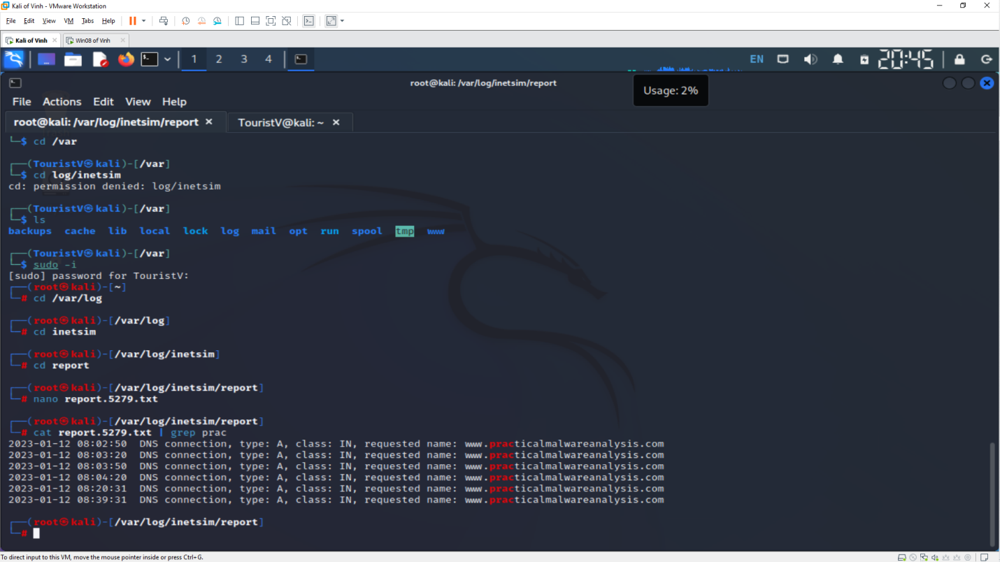 Kali of Vinh - VMware Workstation
File Edit View VM Tabs Help
Kali of Vinh Win08 of Vinh
1 2 3 4 EN 20:45
root@kali: /var/log/inetsim/report
Usage: 2%
File Actions Edit View Help
root@kali: /var/log/inetsim/report × TouristV@kali: ~ ×
└─$ cd /var
┌──(TouristV㉿kali)-[/var]
└─$ cd log/inetsim
cd: permission denied: log/inetsim
┌──(TouristV㉿kali)-[/var]
└─$ ls
backups cache lib local lock log mail opt run spool tmp www
┌──(TouristV㉿kali)-[/var]
└─$ sudo -i
[sudo] password for TouristV:
┌──(root㉿kali)-[~]
└─# cd /var/log
┌──(root㉿kali)-[/var/log]
└─# cd inetsim
┌──(root㉿kali)-[/var/log/inetsim]
└─# cd report
┌──(root㉿kali)-[/var/log/inetsim/report]
└─# nano report.5279.txt
┌──(root㉿kali)-[/var/log/inetsim/report]
└─# cat report.5279.txt | grep prac
2023-01-12 08:02:50 DNS connection, type: A, class: IN, requested name: www.practicalmalwareanalysis.com
2023-01-12 08:03:20 DNS connection, type: A, class: IN, requested name: www.practicalmalwareanalysis.com
2023-01-12 08:03:50 DNS connection, type: A, class: IN, requested name: www.practicalmalwareanalysis.com
2023-01-12 08:04:20 DNS connection, type: A, class: IN, requested name: www.practicalmalwareanalysis.com
2023-01-12 08:20:31 DNS connection, type: A, class: IN, requested name: www.practicalmalwareanalysis.com
2023-01-12 08:39:31 DNS connection, type: A, class: IN, requested name: www.practicalmalwareanalysis.com
┌──(root㉿kali)-[/var/log/inetsim/report]
└─#
To direct input to this VM, move the mouse pointer inside or press Ctrl+G.